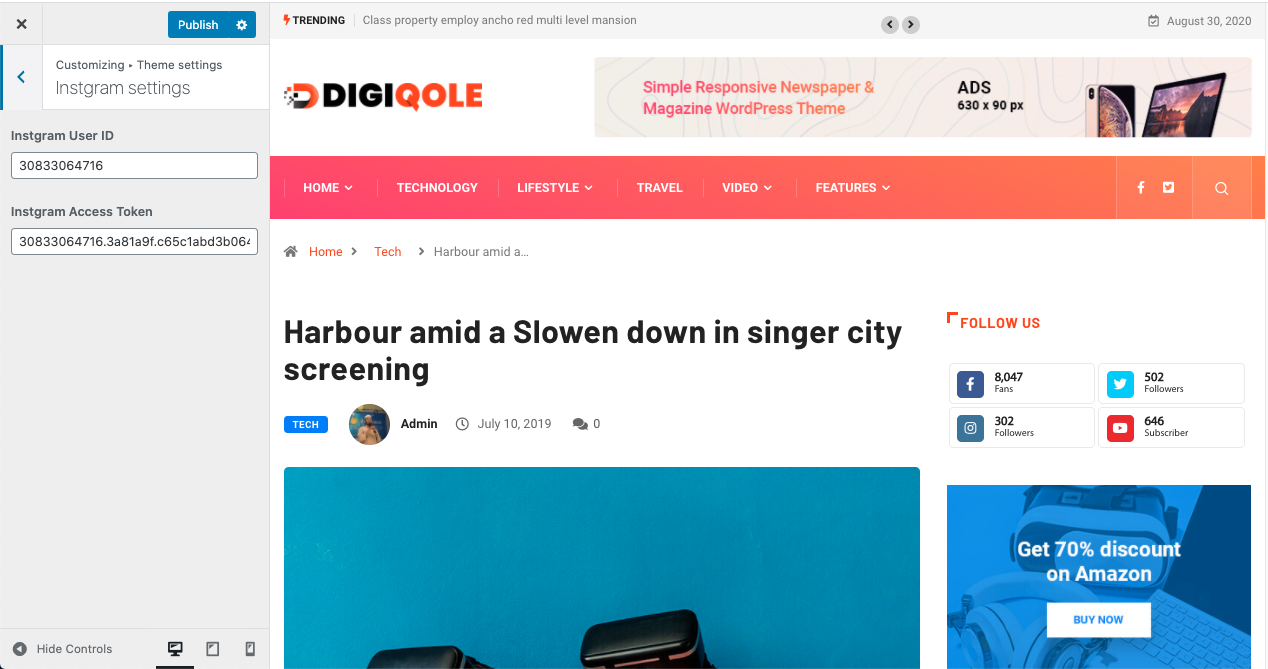 Publish
Customizing ▸ Theme settings
Instgram settings
Instgram User ID
30833064716
Instgram Access Token
30833064716.3a81a9f.c65c1abd3b064
Hide Controls
TRENDING Class property employ ancho red multi level mansion
August 30, 2020
DIGIQOLE
Simple Responsive Newspaper &
Magazine WordPress Theme
ADS
630 x 90 px
HOME TECHNOLOGY LIFESTYLE TRAVEL VIDEO FEATURES
Home Tech Harbour amid a...
Harbour amid a Slowen down in singer city
screening
TECH Admin July 10, 2019 0
FOLLOW US
8,047
Fans
502
Followers
302
Followers
646
Subscriber
Get 70% discount
on Amazon
BUY NOW